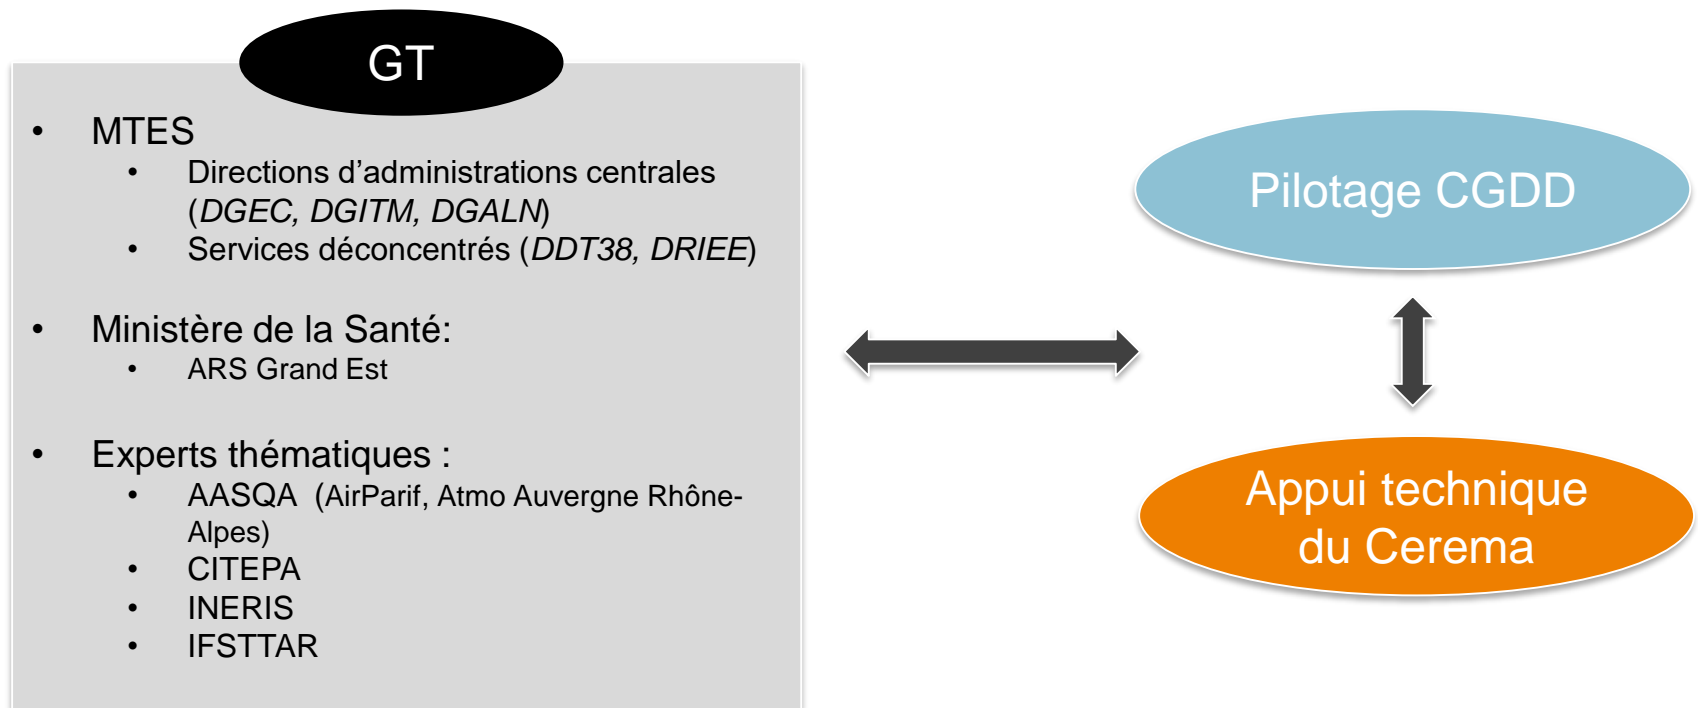 GT
• MTES
• Directions d’administrations centrales
(DGEC, DGITM, DGALN)
• Services déconcentrés (DDT38, DRIEE)
• Ministère de la Santé:
• ARS Grand Est
• Experts thématiques :
• AASQA (AirParif, Atmo Auvergne Rhône-
Alpes)
• CITEPA
• INERIS
• IFSTTAR
Pilotage CGDD
Appui technique
du Cerema